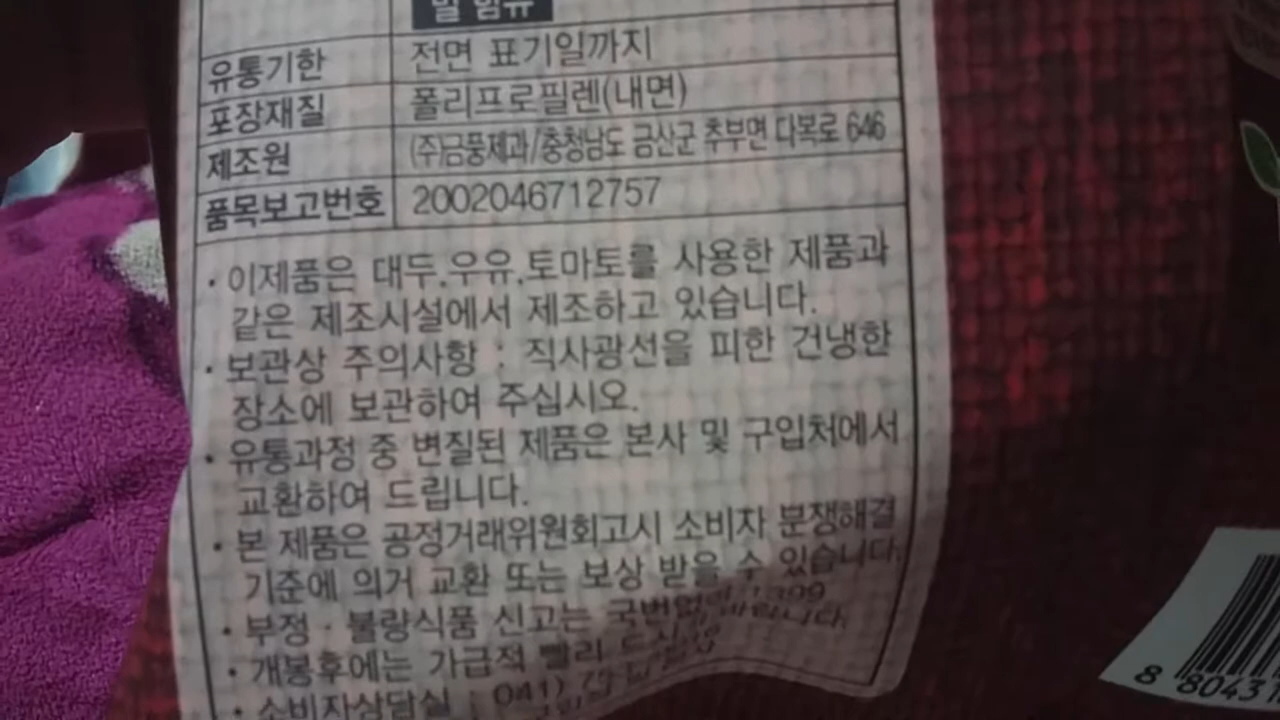 밀 함유
유통기한 전면 표기일까지
포장재질 폴리프로필렌(내면)
제조원 (주)금풍제과/충청남도 금산군 추부면 다복로 646
품목보고번호 2002046712757
· 이제품은 대두,우유,토마토를 사용한 제품과
같은 제조시설에서 제조하고 있습니다.
· 보관상 주의사항 : 직사광선을 피한 건냉한
장소에 보관하여 주십시오.
· 유통과정 중 변질된 제품은 본사 및 구입처에서
교환하여 드립니다.
· 본 제품은 공정거래위원회고시 소비자 분쟁해결
기준에 의거 교환 또는 보상 받을 수 있습니다.
· 부정 · 불량식품 신고는 국번없이 1399
· 개봉후에는 가급적 빨리 바랍니다.
· 소비자상담실 : 041)
8 8043